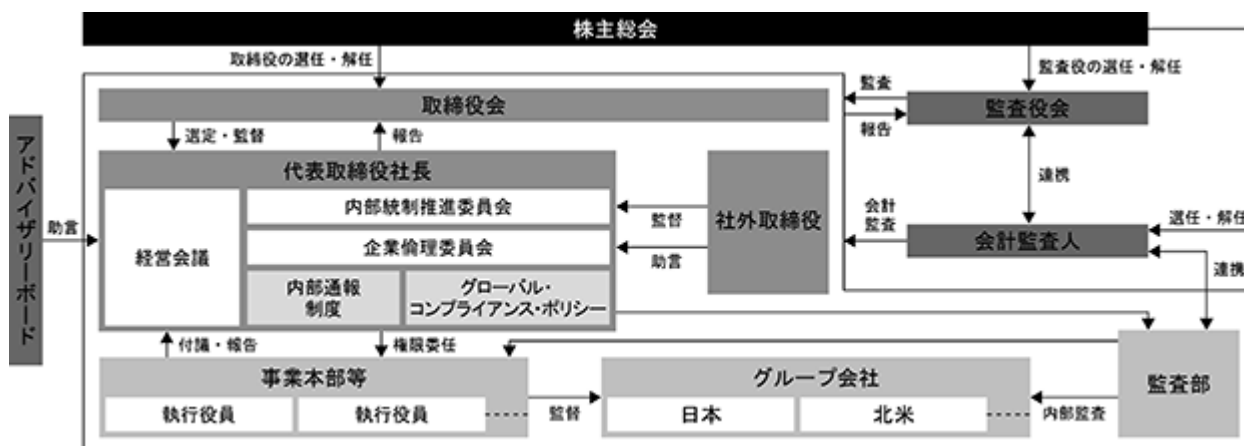 株主総会
取締役の選任・解任
監査役の選任・解任
監査
取締役会
監査役会
報告
選定・監督
報告
アドバイザリーボード
助言
代表取締役社長
連携
経営会議
内部統制推進委員会
企業倫理委員会
内部通報
制度
グローバル・
コンプライアンス・ポリシー
監督
助言
社外取締役
会計
監査
会計監査人
選任・解任
連携
付議・報告
権限委任
事業本部等
執行役員
執行役員
監督
グループ会社
日本
北米
内部監査
監査部